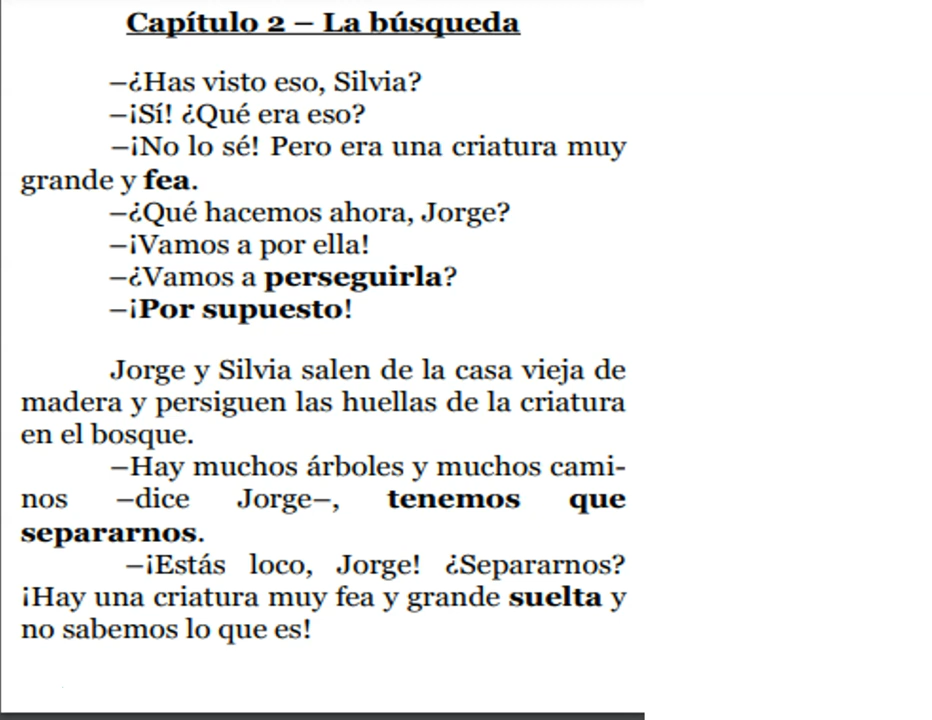 Capítulo 2 – La búsqueda
–¿Has visto eso, Silvia?
–¡Sí! ¿Qué era eso?
–¡No lo sé! Pero era una criatura muy
grande y fea.
–¿Qué hacemos ahora, Jorge?
–¡Vamos a por ella!
–¿Vamos a perseguirla?
–¡Por supuesto!
Jorge y Silvia salen de la casa vieja de
madera y persiguen las huellas de la criatura
en el bosque.
–Hay muchos árboles y muchos cami-
nos –dice Jorge–, tenemos que
separarnos.
–¡Estás loco, Jorge! ¿Separarnos?
¡Hay una criatura muy fea y grande suelta y
no sabemos lo que es!